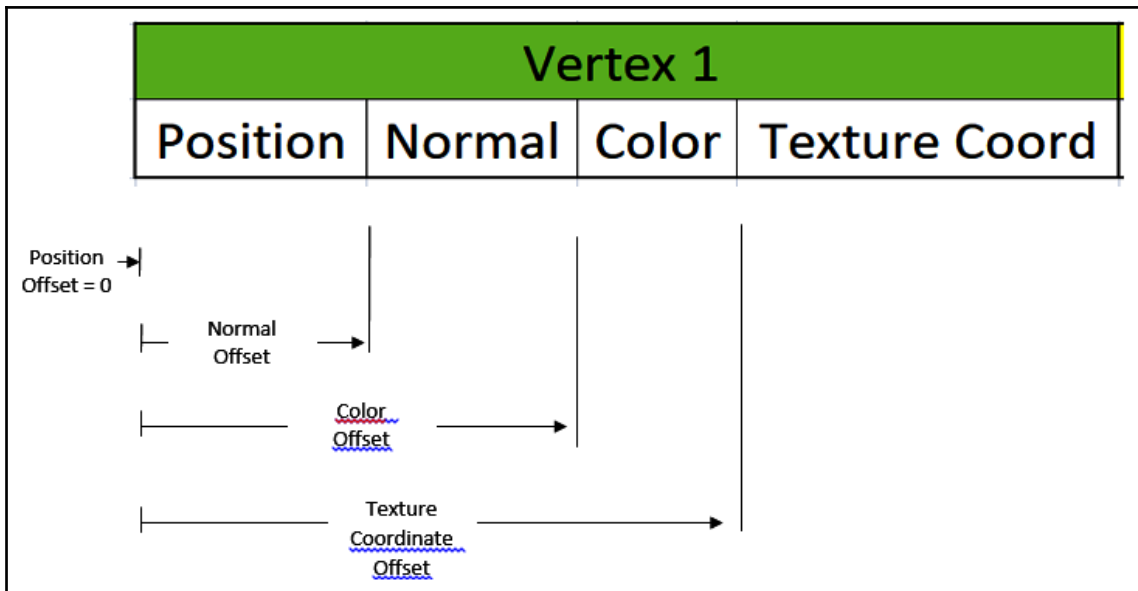 Vertex 1
Position Normal Color Texture Coord
Position
Offset = 0
Normal
Offset
Color
Offset
Texture
Coordinate
Offset